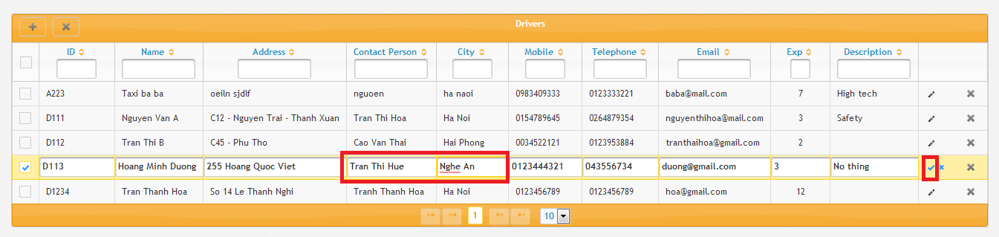 Drivers
ID Name Address Contact Person City Mobile Telephone Email Exp Description
A223 Taxi ba ba oeiln sjdlf nguoen ha naoi 0983409333 0123333221 baba@mail.com 7 High tech
D111 Nguyen Van A C12 - Nguyen Trai - Thanh Xuan Tran Thi Hoa Ha Noi 0154789645 0264879354 nguyenthihoa@mail.com 3 Safety
D112 Tran Thi B C45 - Phu Tho Cao Van Thai Hai Phong 0034522121 0123953884 tranthaihoa@gmail.com 2
D113 Hoang Minh Duong 255 Hoang Quoc Viet Tran Thi Hue Nghe An 0123444321 043556734 duong@gmail.com 3 No thing
D1234 Tran Thanh Hoa So 14 Le Thanh Nghi Tranh Thanh Hoa Ha Noi 0123456789 0123456789 hoa@gmail.com 12
1 10